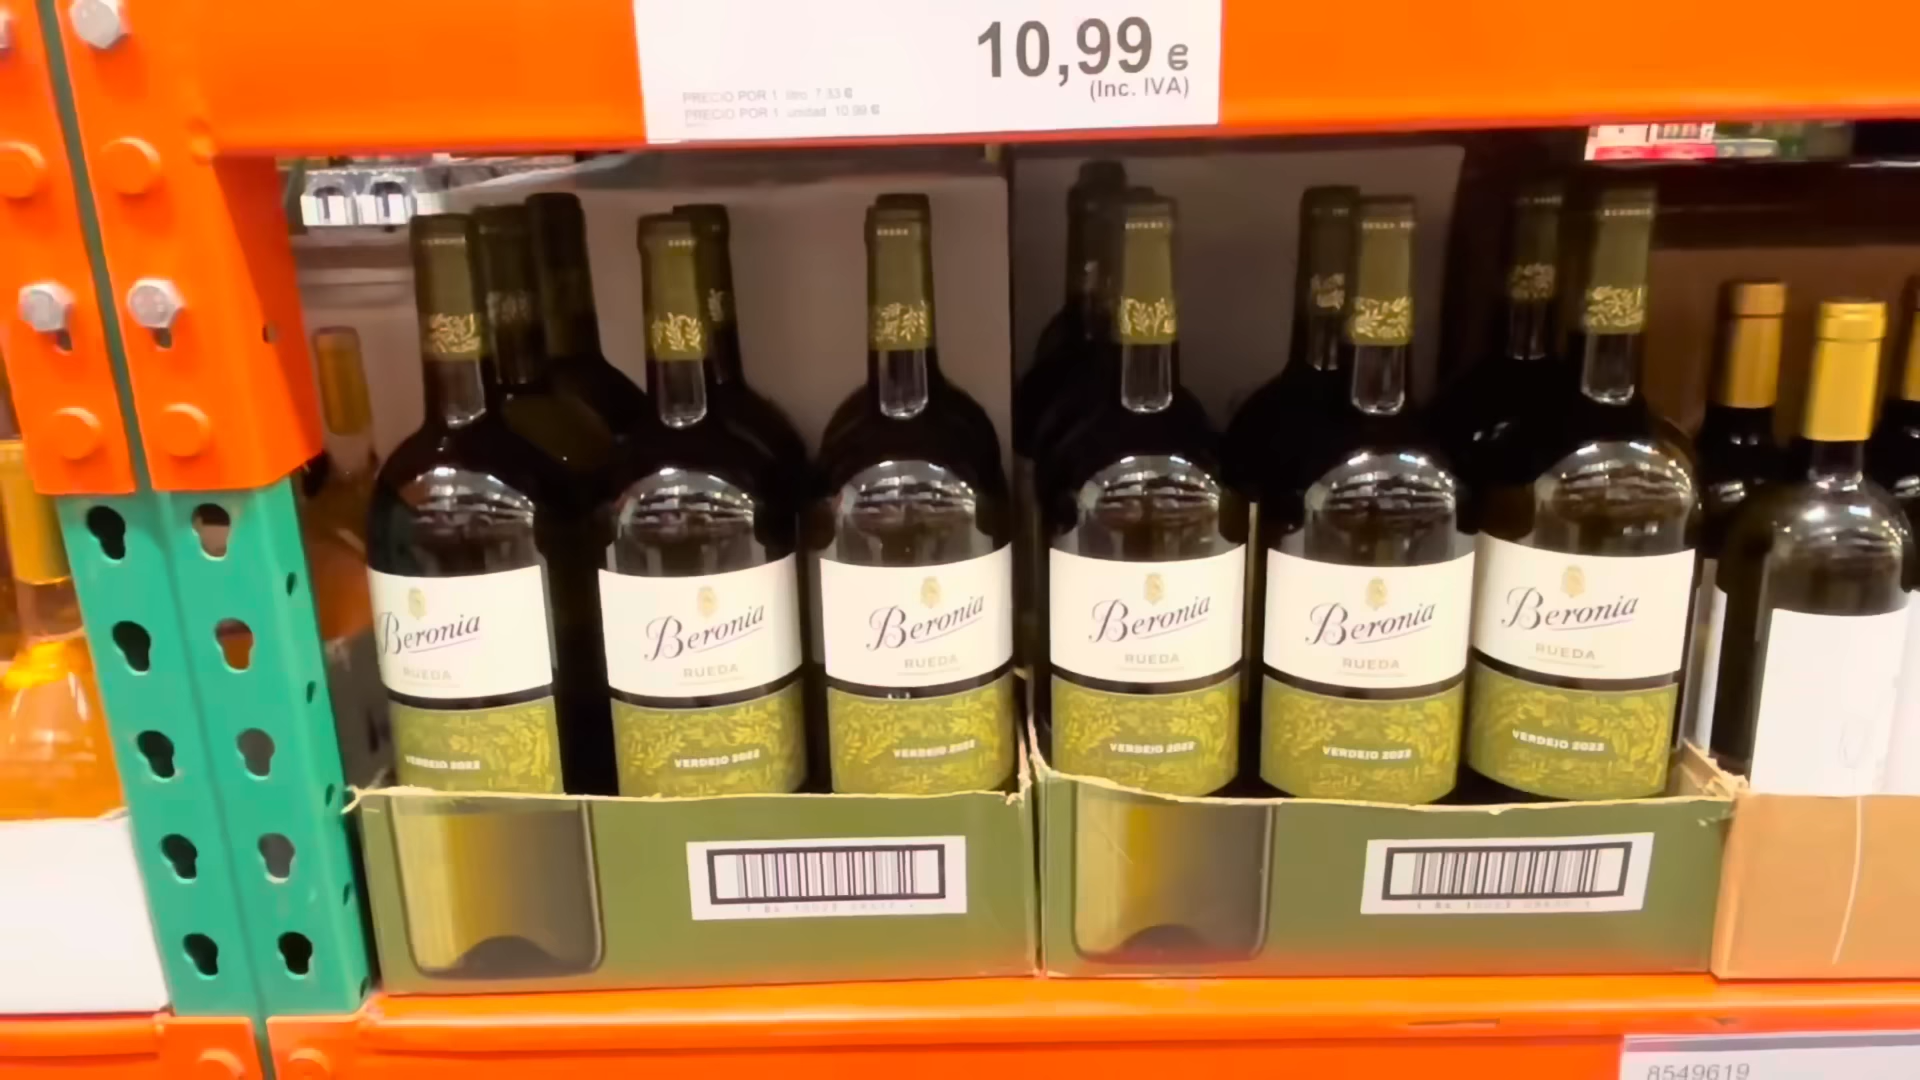 10,99 €
(Inc. IVA)
PRECIO POR 1 litro 7.33 €
PRECIO POR 1 unidad 10.99 €
Beronia
RUEDA
VERDEJO 2022
Beronia
RUEDA
VERDEJO 2022
Beronia
RUEDA
VERDEJO 2022
Beronia
RUEDA
VERDEJO 2022
Beronia
RUEDA
VERDEJO 2022
Beronia
RUEDA
VERDEJO 2022
8549619